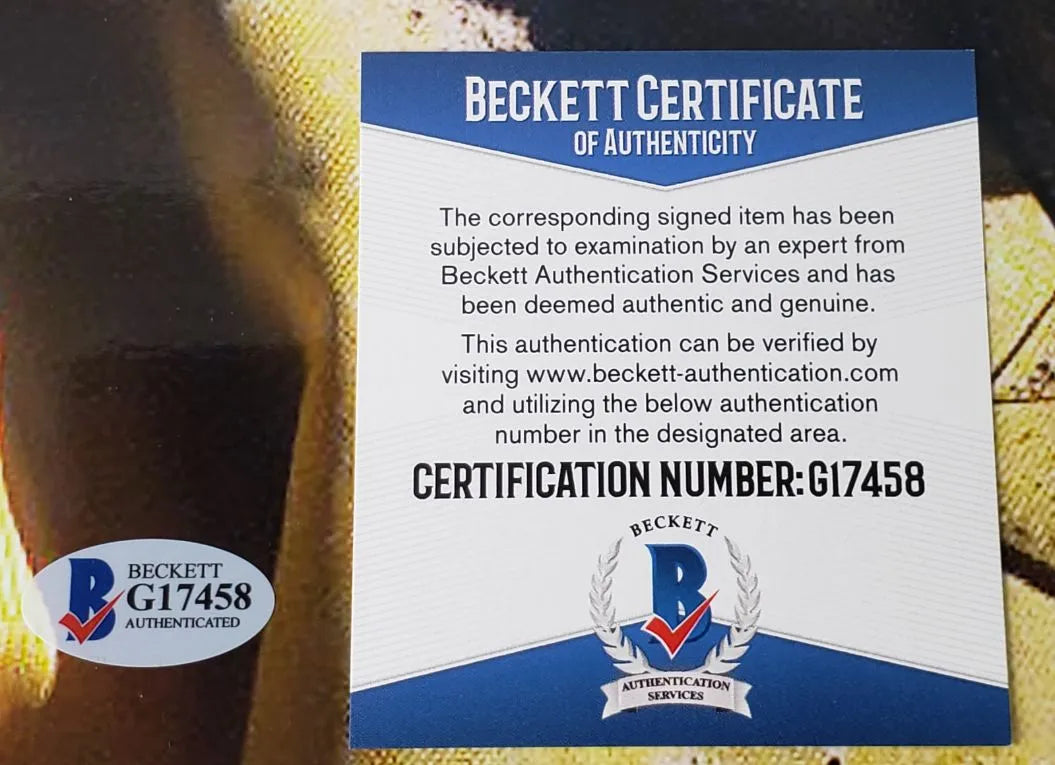 BECKETT CERTIFICATE
OF AUTHENTICITY
The corresponding signed item has been
subjected to examination by an expert from
Beckett Authentication Services and has
been deemed authentic and genuine.
This authentication can be verified by
visiting www.beckett-authentication.com
and utilizing the below authentication
number in the designated area.
CERTIFICATION NUMBER: G17458
BECKETT
B
AUTHENTICATION
SERVICES
B
BECKETT
G17458
AUTHENTICATED